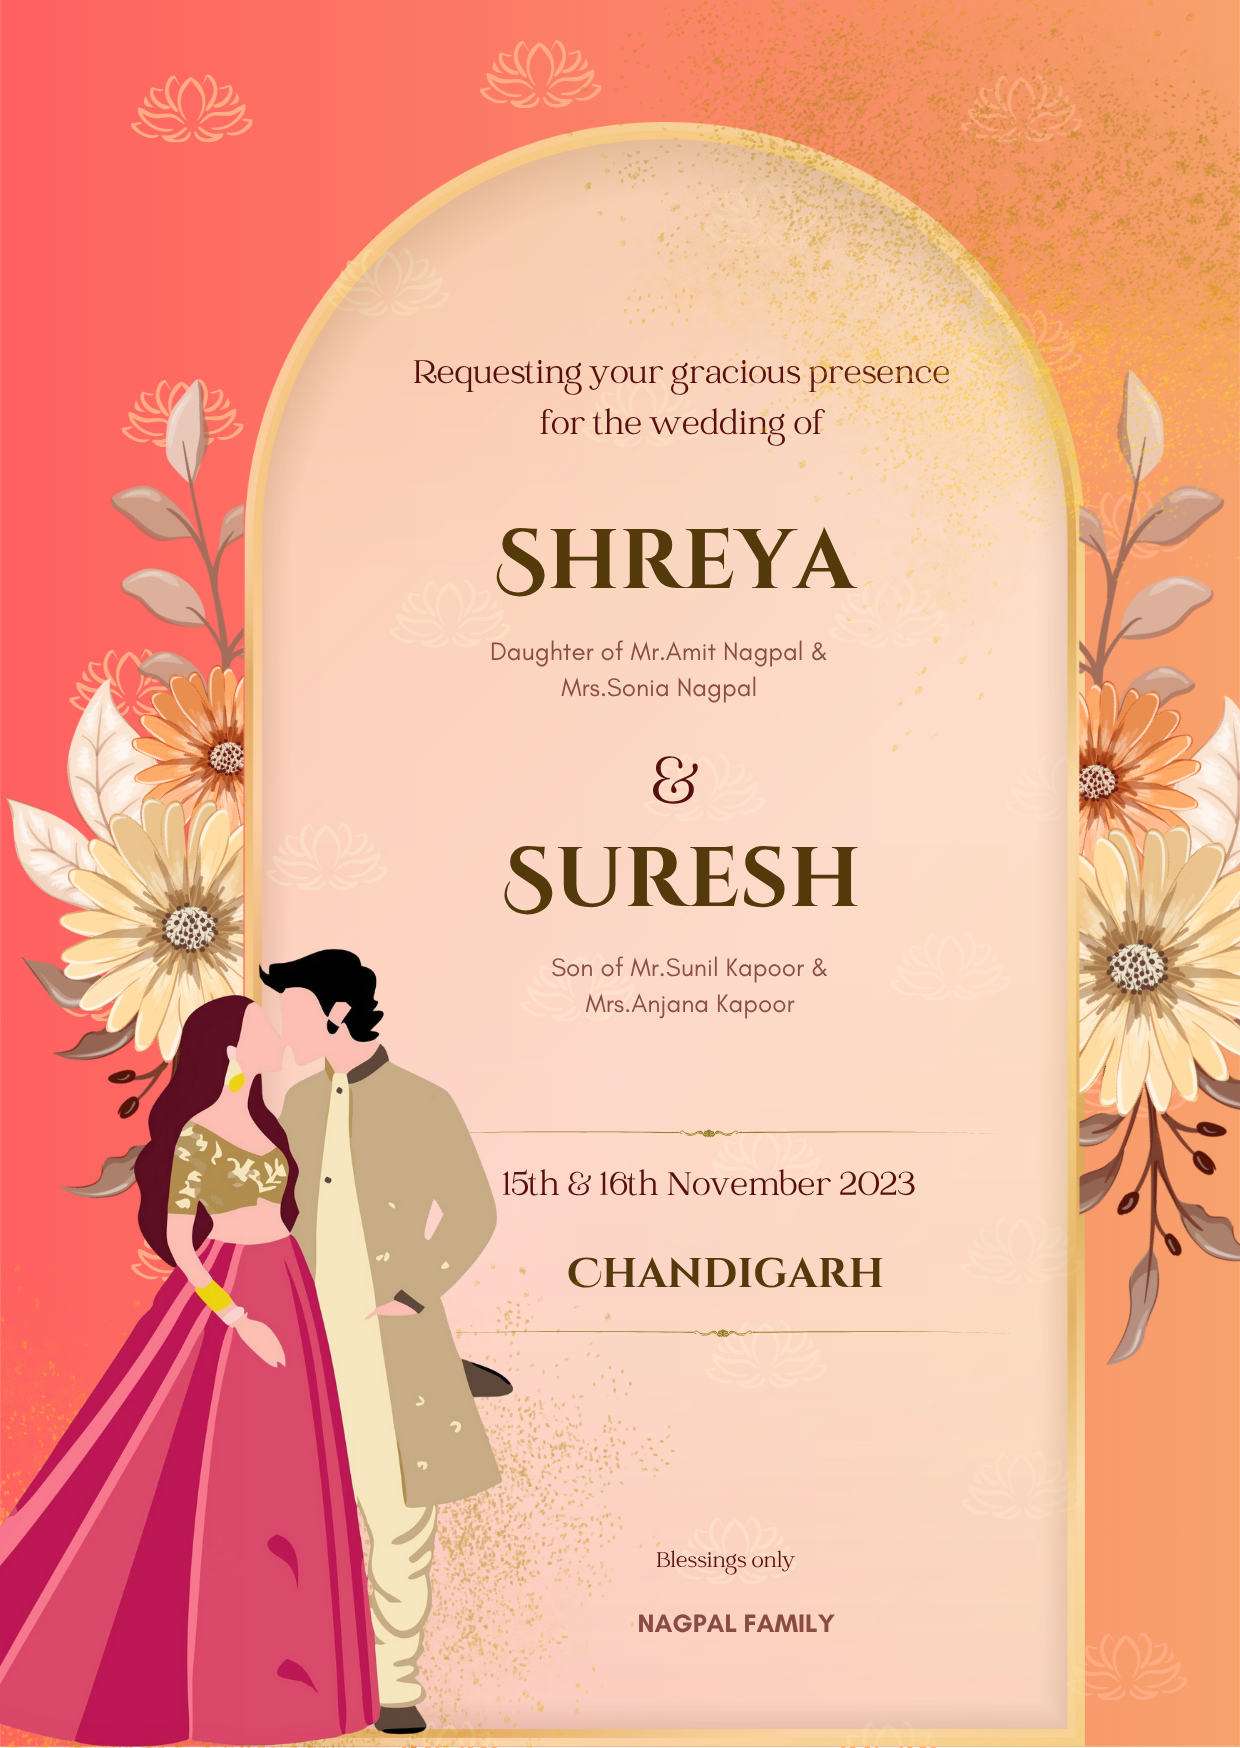 Requesting your gracious presence
for the wedding of
SHREYA
Daughter of Mr.Amit Nagpal &
Mrs.Sonia Nagpal
&
SURESH
Son of Mr.Sunil Kapoor &
Mrs.Anjana Kapoor
15th & 16th November 2023
CHANDIGARH
Blessings only
NAGPAL FAMILY